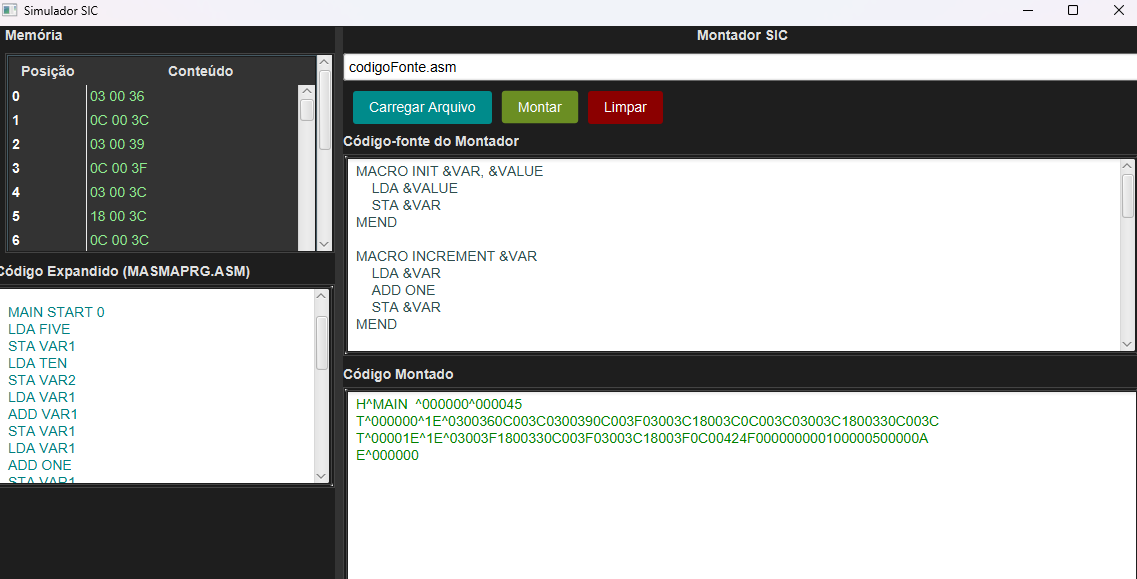 Simulador SIC
Memória
Posição Conteúdo
0 03 00 36
1 0C 00 3C
2 03 00 39
3 0C 00 3F
4 03 00 3C
5 18 00 3C
6 0C 00 3C
Código Expandido (MASMAPRG.ASM)
MAIN START 0
LDA FIVE
STA VAR1
LDA TEN
STA VAR2
LDA VAR1
ADD VAR1
STA VAR1
LDA VAR1
ADD ONE
STA VAR1
Montador SIC
codigoFonte.asm
Carregar Arquivo Montar Limpar
Código-fonte do Montador
MACRO INIT &VAR, &VALUE
LDA &VALUE
STA &VAR
MEND
MACRO INCREMENT &VAR
LDA &VAR
ADD ONE
STA &VAR
MEND
Código Montado
H^MAIN  ^000000^000045
T^000000^1E^0300360C003C0300390C003F03003C18003C0C003C03003C1800330C003C
T^00001E^1E^03003F1800330C003F03003C18003F0C00424F000000000100000500000A
E^000000